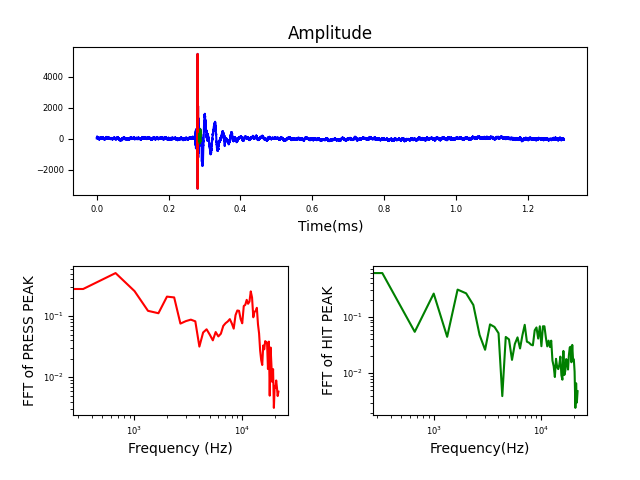 Amplitude
4000
2000
0
−2000
0.0 0.2 0.4 0.6 0.8 1.0 1.2
Time(ms)
FFT of PRESS PEAK
10⁻¹
10⁻²
10³ 10⁴
Frequency (Hz)
FFT of HIT PEAK
10⁻¹
10⁻²
10³ 10⁴
Frequency(Hz)